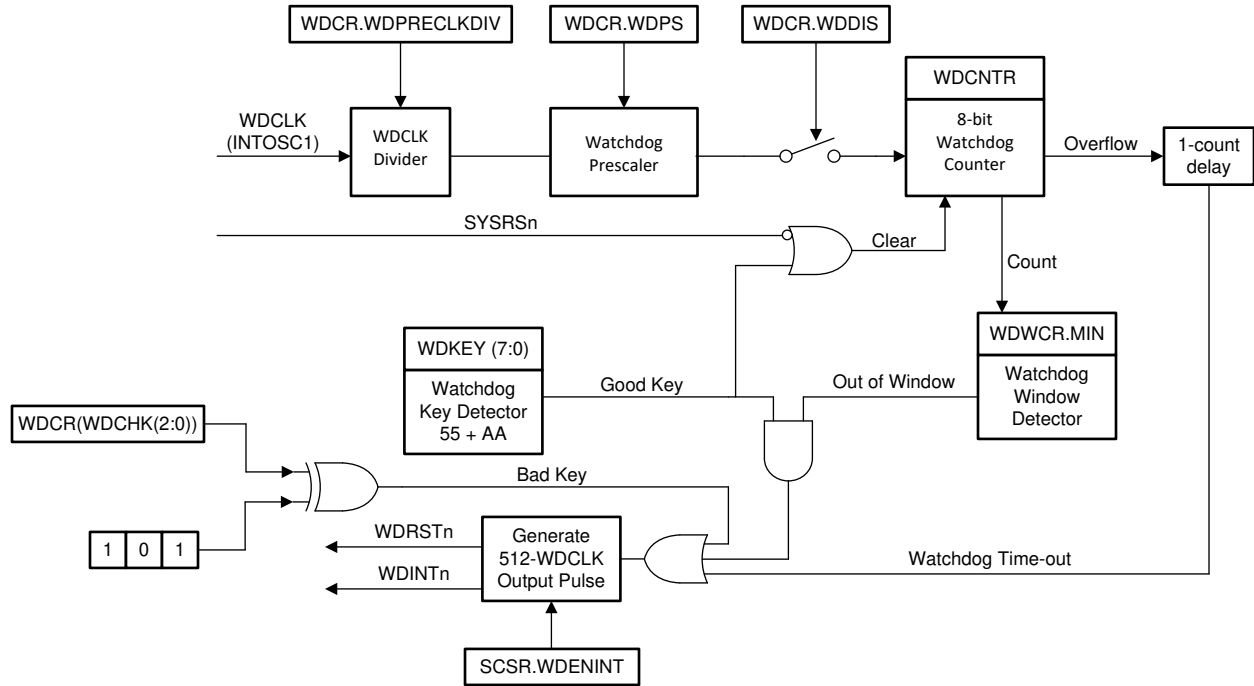 WDCR.WDPRECLKDIV
WDCR.WDPS
WDCR.WDDIS
WDCNTR
8-bit
Watchdog
Counter
WDCLK
(INTOSC1)
WDCLK
Divider
Watchdog
Prescaler
Overflow
1-count
delay
SYSRSn
Clear
Count
WDKEY (7:0)
Watchdog
Key Detector
55 + AA
Good Key
Out of Window
WDWCR.MIN
Watchdog
Window
Detector
WDCR(WDCHK(2:0))
Bad Key
1 0 1
WDRSTn
WDINTn
Generate
512-WDCLK
Output Pulse
Watchdog Time-out
SCSR.WDENINT